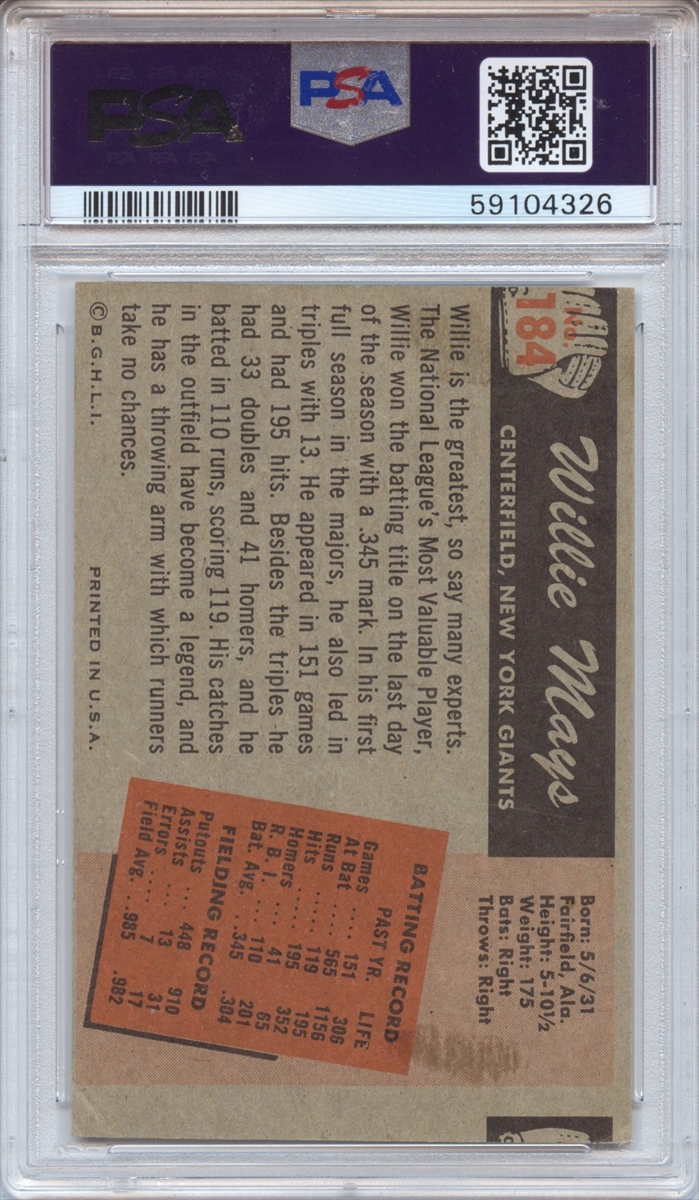 PSA
PSA PSA PSA
PSA
59104326
No.
184
Willie Mays
CENTERFIELD, NEW YORK GIANTS
Born: 5/6/31
Fairfield, Ala.
Height: 5-10½
Weight: 175
Bats: Right
Throws: Right
Willie is the greatest, so say many experts.
The National League's Most Valuable Player,
Willie won the batting title on the last day
of the season with a .345 mark. In his first
full season in the majors, he also led in
triples with 13. He appeared in 151 games
and had 195 hits. Besides the triples he
had 33 doubles and 41 homers, and he
batted in 110 runs, scoring 119. His catches
in the outfield have become a legend, and
he has a throwing arm with which runners
take no chances.
©B.G.H.L.I.
PRINTED IN U.S.A.
BATTING RECORD
PAST YR. LIFE
Games ..... 151 306
At Bat .... 565 1156
Runs ..... 119 195
Hits ..... 195 352
Homers .... 41 65
R. B. I. .... 110 201
Bat. Avg. .. .345 .304
FIELDING RECORD
Putouts ... 448 910
Assists .... 13 31
Errors .... 7 17
Field Avg. .. .985 .982